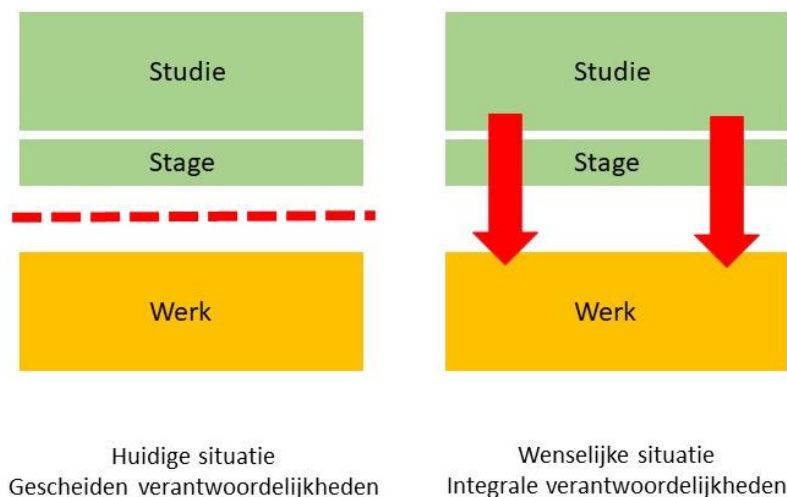 Studie
Stage
Werk
Huidige situatie
Gescheiden verantwoordelijkheden
Studie
Stage
Werk
Wenselijke situatie
Integrale verantwoordelijkheden